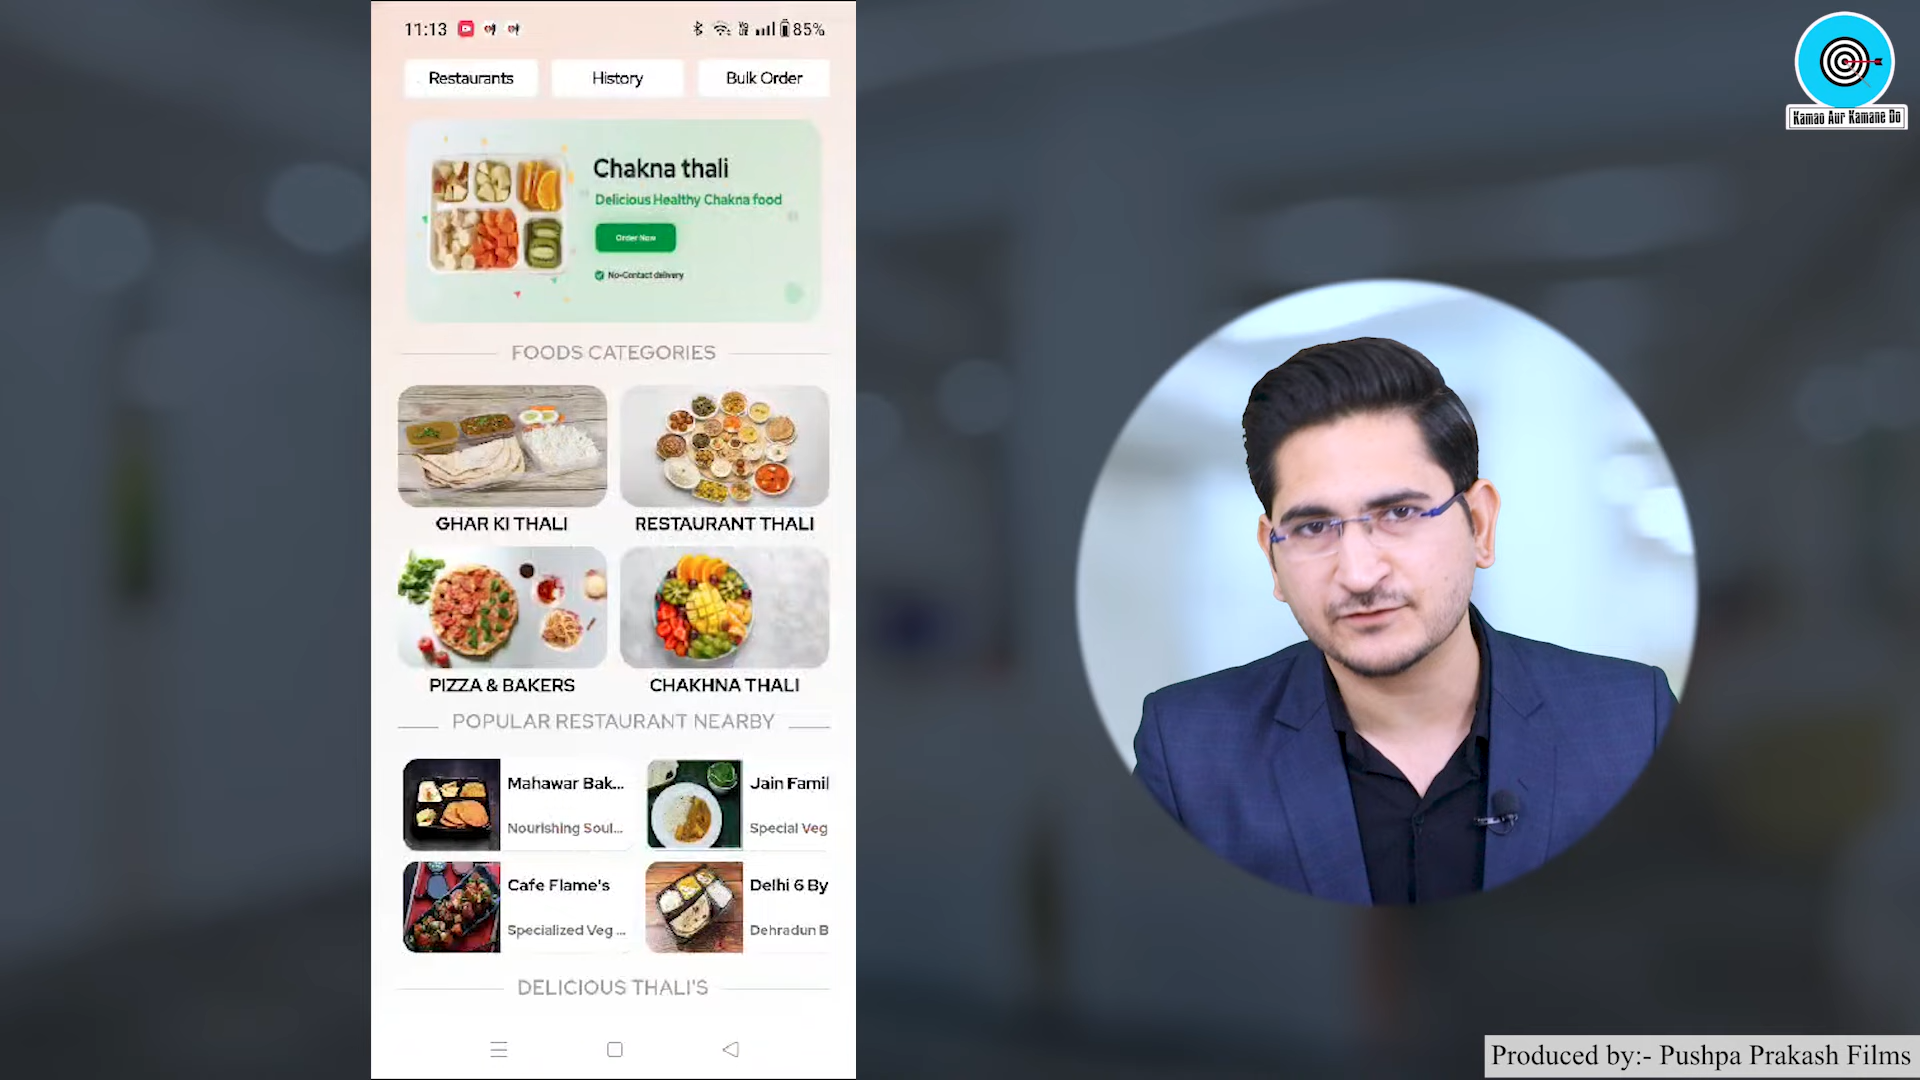 11:13
85%
Restaurants History Bulk Order
Chakna thali
Delicious Healthy Chakna food
Order Now
No-Contact delivery
FOODS CATEGORIES
GHAR KI THALI RESTAURANT THALI
PIZZA & BAKERS CHAKHNA THALI
POPULAR RESTAURANT NEARBY
Mahawar Bak... Jain Famil
Nourishing Soul... Special Veg
Cafe Flame's Delhi 6 By
Specialized Veg ... Dehradun B
DELICIOUS THALI'S
Kamao Aur Kamane Do
Produced by:- Pushpa Prakash Films